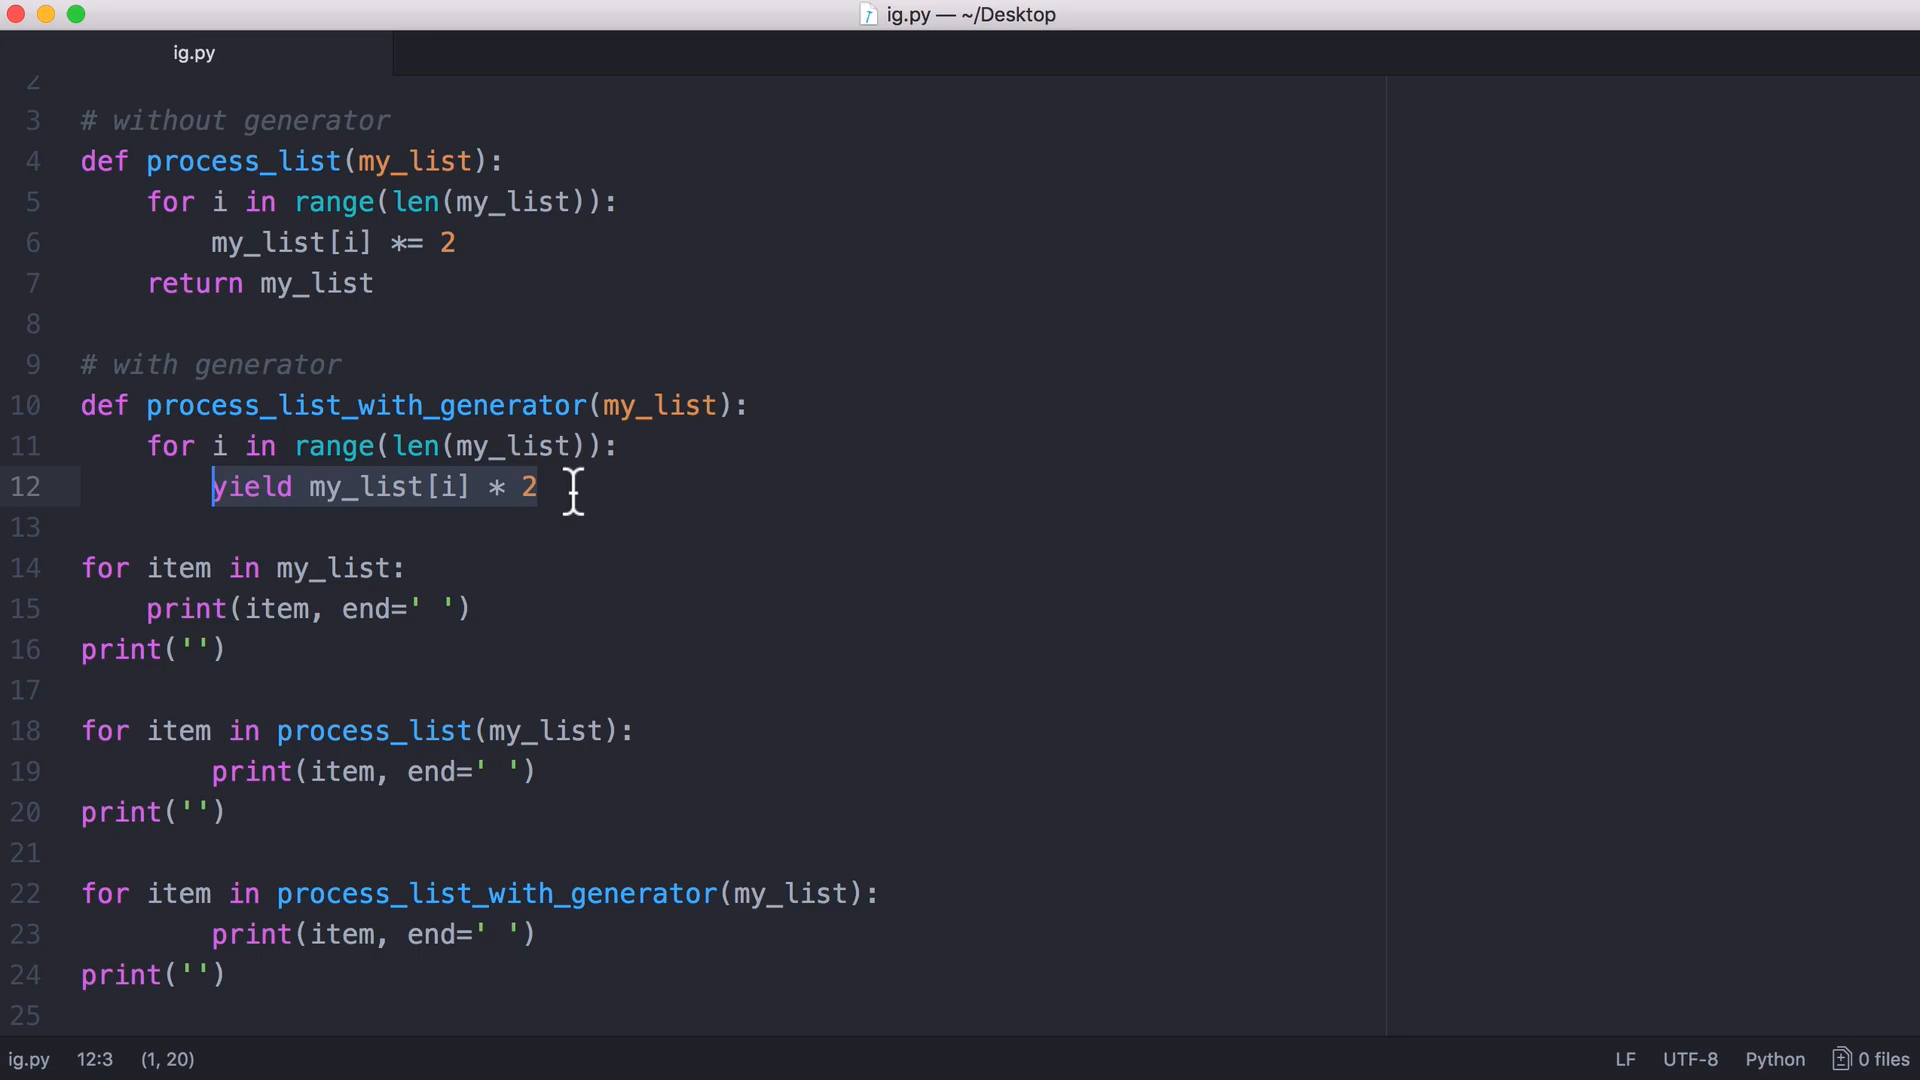 ig.py — ~/Desktop
ig.py
2
3 # without generator
4 def process_list(my_list):
5     for i in range(len(my_list)):
6         my_list[i] *= 2
7     return my_list
8
9 # with generator
10 def process_list_with_generator(my_list):
11     for i in range(len(my_list)):
12         yield my_list[i] * 2
13
14 for item in my_list:
15     print(item, end=' ')
16 print('')
17
18 for item in process_list(my_list):
19         print(item, end=' ')
20 print('')
21
22 for item in process_list_with_generator(my_list):
23         print(item, end=' ')
24 print('')
25
ig.py 12:3 (1, 20) LF UTF-8 Python 0 files